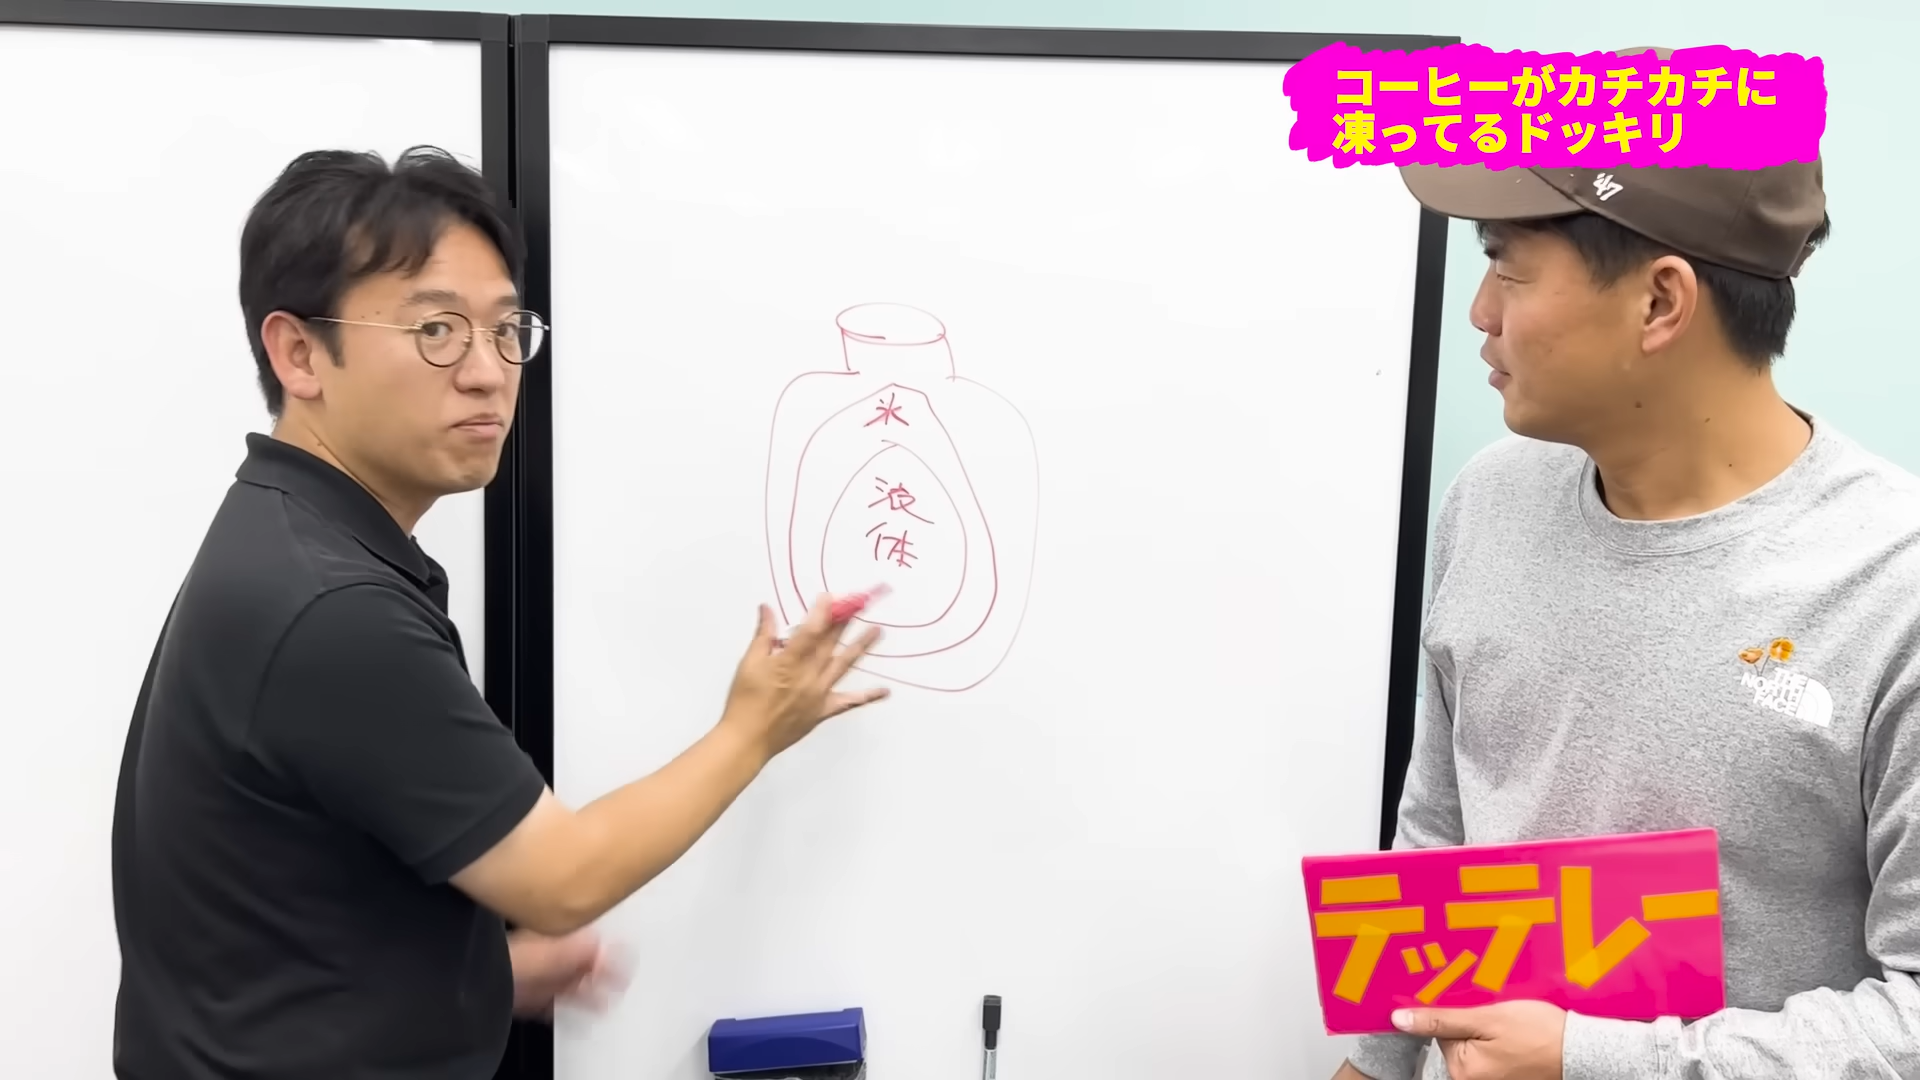 コーヒーがカチカチに
凍ってるドッキリ
'47
氷
液
体
THE
NORTH
FACE
テッテレー